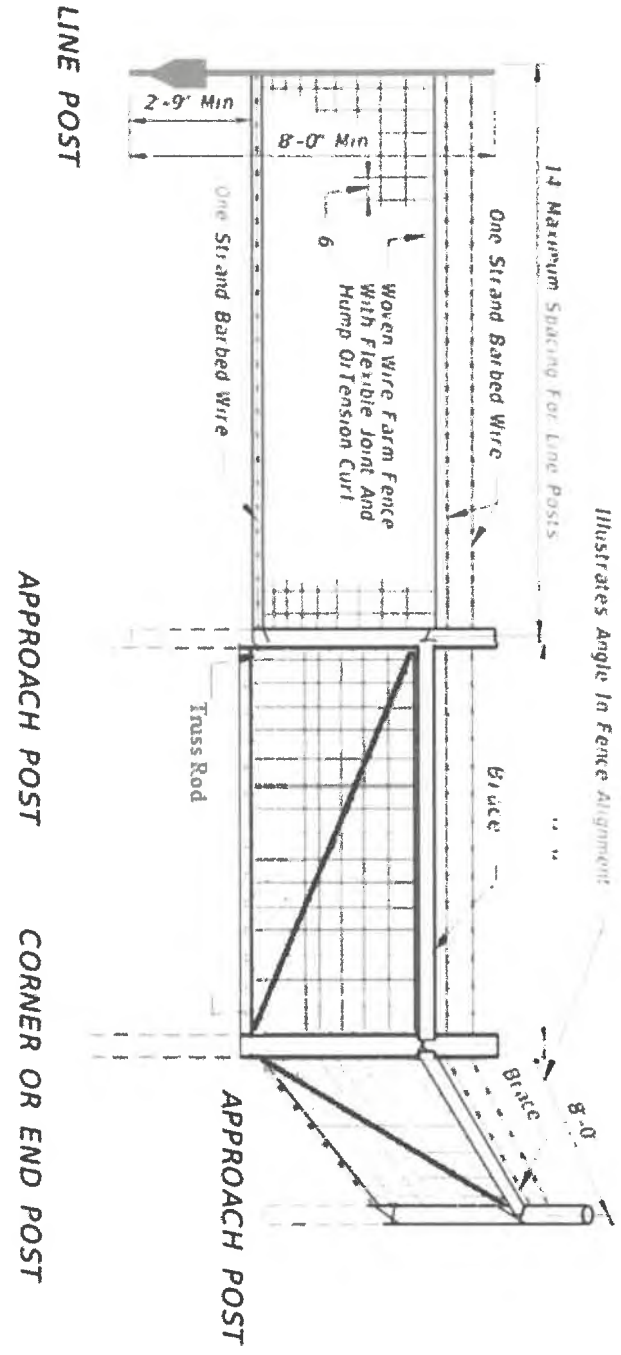 Illustrates Angle In Fence Alignment
14 Maximum Spacing For Line Posts
One Strand Barbed Wire
8'-0
Brace
Brace
Woven Wire Farm Fence
With Flexible Joint And
Hump Or Tension Curl
6
8'-0" Min
2'-9" Min
One Strand Barbed Wire
Truss Rod
APPROACH POST
LINE POST
APPROACH POST
CORNER OR END POST